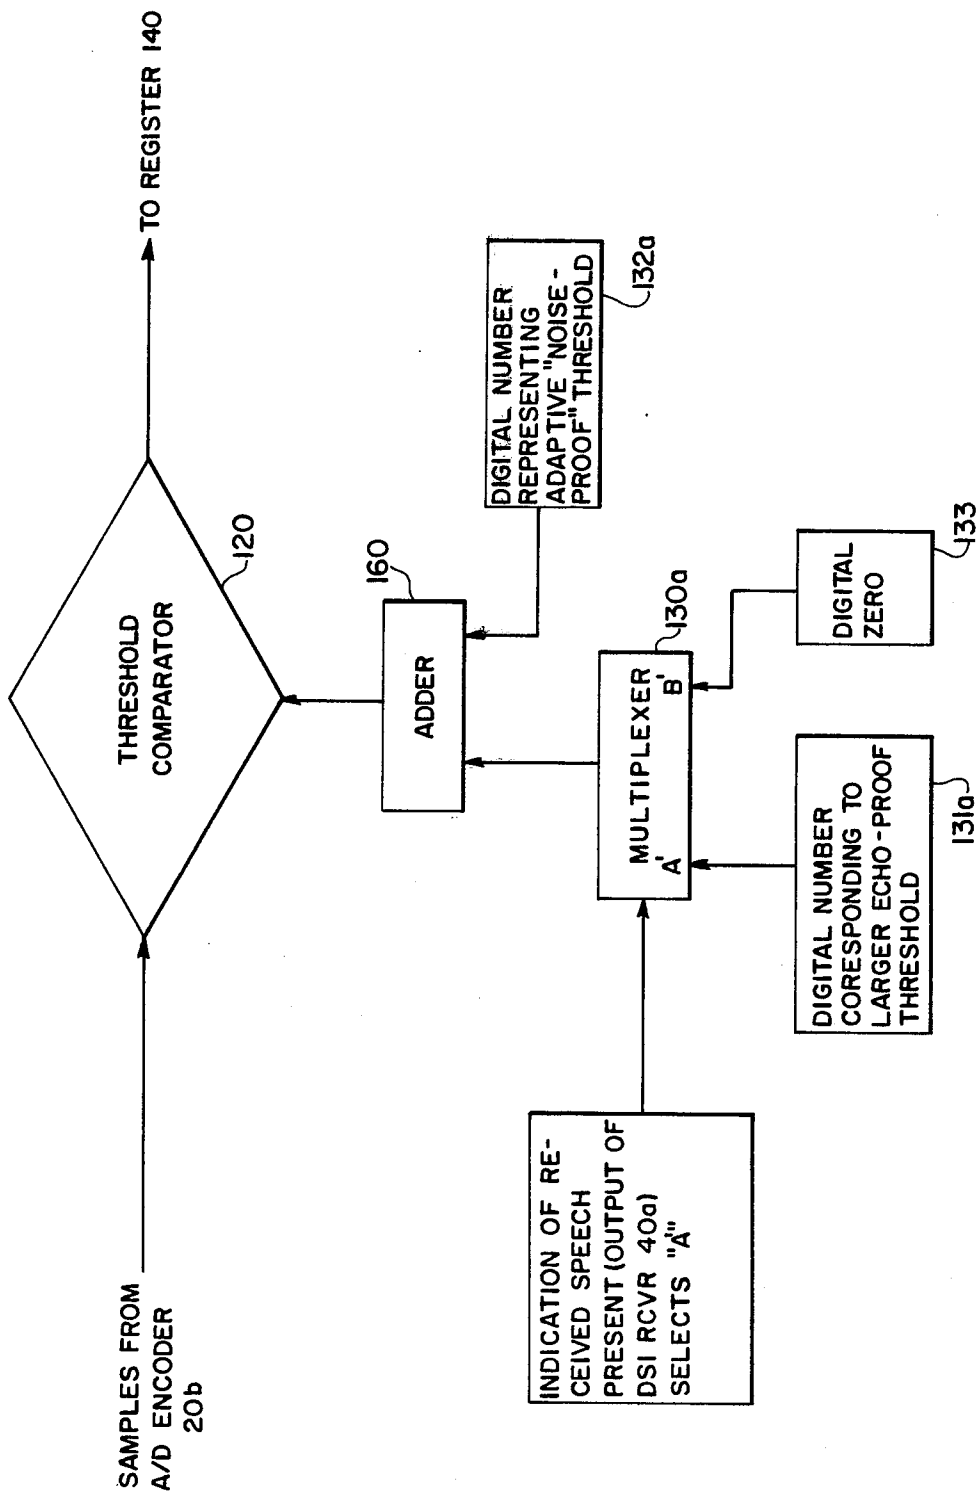 SAMPLES FROM
A/D ENCODER
20b
THRESHOLD
COMPARATOR
120
TO REGISTER 140
ADDER
160
DIGITAL NUMBER
REPRESENTING
ADAPTIVE "NOISE-
PROOF" THRESHOLD
132a
INDICATION OF RE-
CEIVED SPEECH
PRESENT (OUTPUT OF
DSI RCVR 40a)
SELECTS "A'"
MULTIPLEXER
A' B'
130a
DIGITAL NUMBER
CORESPONDING TO
LARGER ECHO-PROOF
THRESHOLD
131a
DIGITAL
ZERO
133